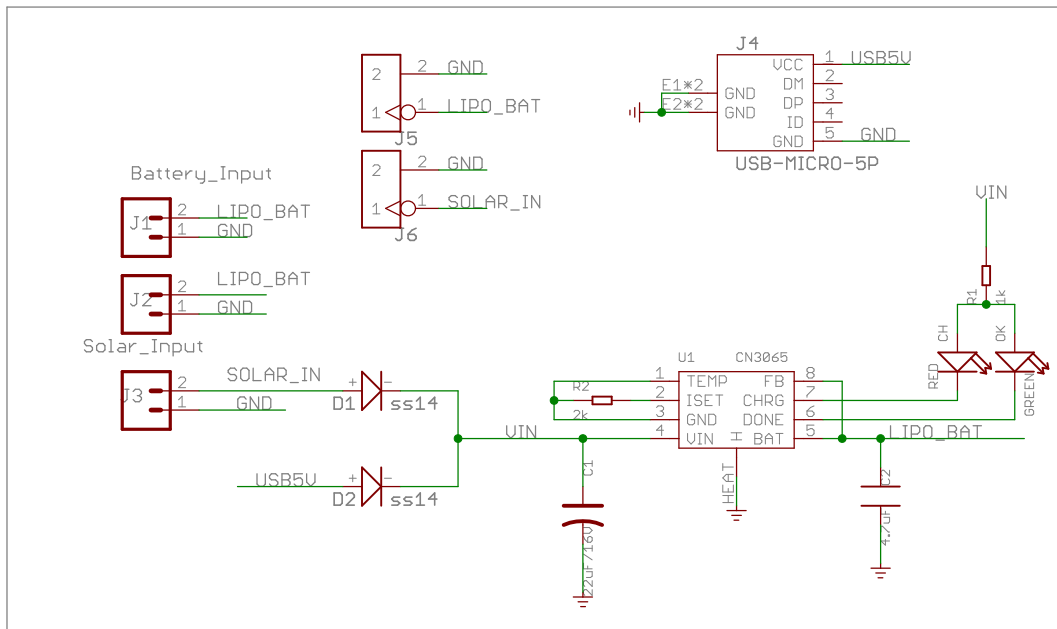 J4
2 2 GND
1 1 LIPO_BAT
J5
VCC 1 USB5V
DM 2
E1*2 GND DP 3
E2*2 GND ID 4
GND 5 GND
USB-MICRO-5P
2 2 GND
1 1 SOLAR_IN
J6
Battery_Input
J1 2 LIPO_BAT
1 GND
J2 2 LIPO_BAT
1 GND
Solar_Input
J3 2 SOLAR_IN
1 GND
+ -
D1 ss14
USB5V
+ -
D2 ss14
VIN
C1
22uF/16V
R2
2k
U1 CN3065
1 TEMP FB 8
2 ISET CHRG 7
3 GND DONE 6
4 VIN H BAT 5
HEAT
LIPO_BAT
C2
4.7uF
VIN
R1
1k
CH
OK
RED
GREEN